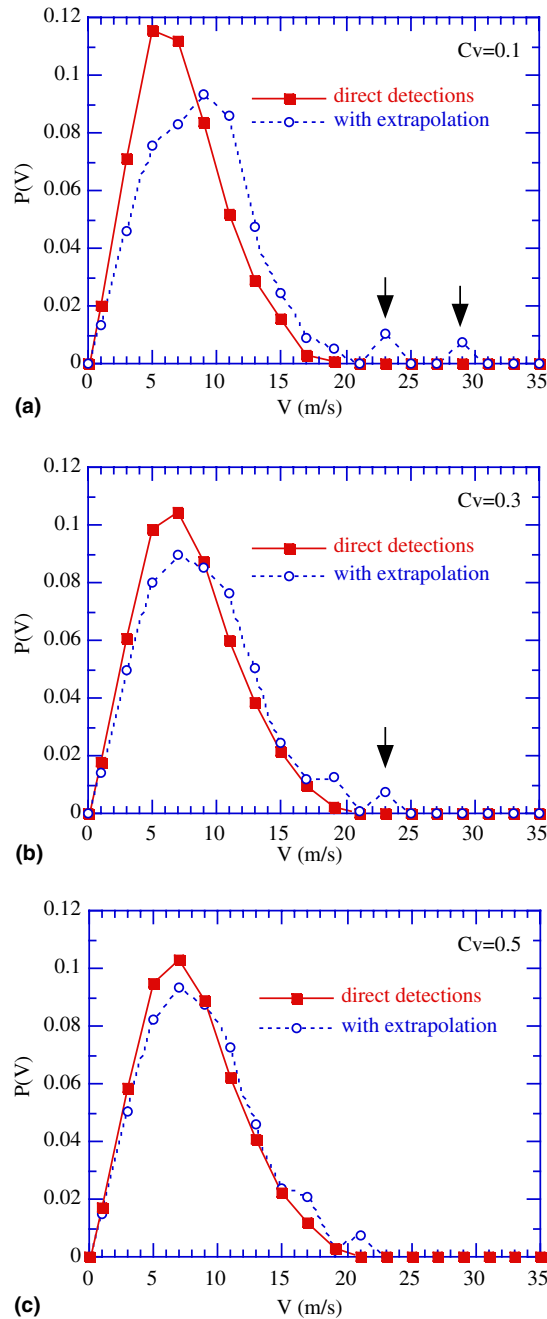 0.12
Cv=0.1
0.1
direct detections
with extrapolation
0.08
P(V)
0.06
0.04
0.02
0
0 5 10 15 20 25 30 35
(a)
V (m/s)
0.12
Cv=0.3
0.1
direct detections
with extrapolation
0.08
P(V)
0.06
0.04
0.02
0
0 5 10 15 20 25 30 35
(b)
V (m/s)
0.12
Cv=0.5
0.1
direct detections
with extrapolation
0.08
P(V)
0.06
0.04
0.02
0
0 5 10 15 20 25 30 35
(c)
V (m/s)